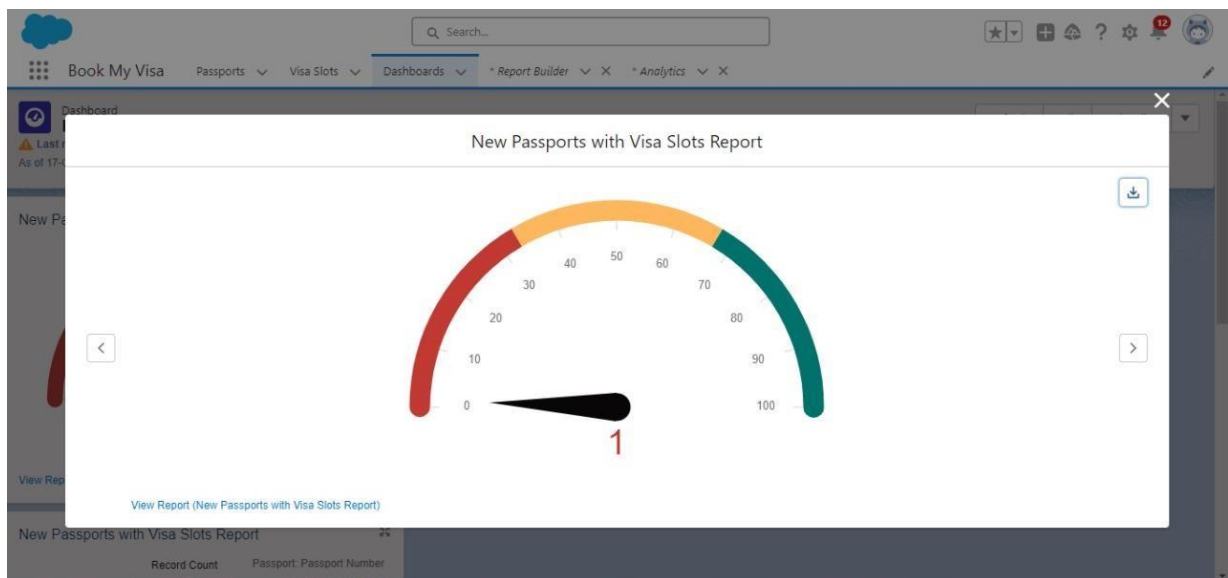 Search...
12
Book My Visa Passports Visa Slots Dashboards * Report Builder * Analytics
Dashboard
Last
As of 17-
New Passports with Visa Slots Report
New Pa
50
40 60
30 70
20 80
10 90
0 100
1
View Rep
View Report (New Passports with Visa Slots Report)
New Passports with Visa Slots Report
Record Count Passport: Passport Number